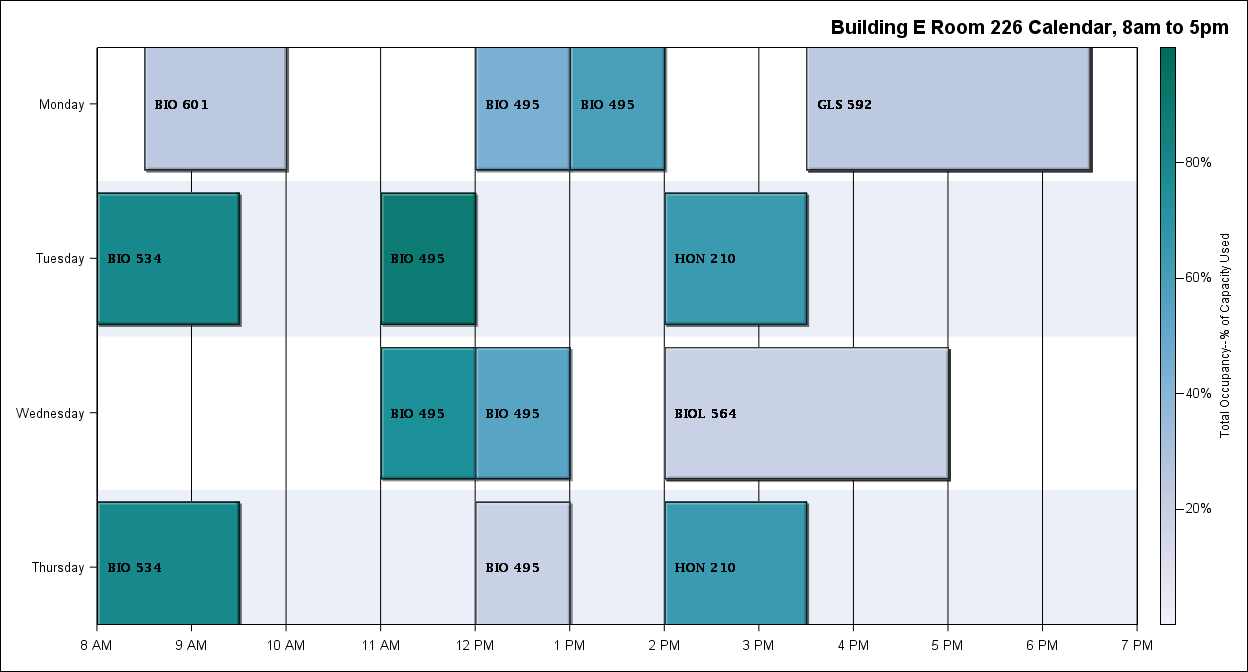 Building E Room 226 Calendar, 8am to 5pm
Monday
BIO 601
BIO 495
BIO 495
GLS 592
Tuesday
BIO 534
BIO 495
HON 210
Wednesday
BIO 495
BIO 495
BIOL 564
Thursday
BIO 534
BIO 495
HON 210
8 AM 9 AM 10 AM 11 AM 12 PM 1 PM 2 PM 3 PM 4 PM 5 PM 6 PM 7 PM
80%
60%
40%
20%
Total Occupancy--% of Capacity Used